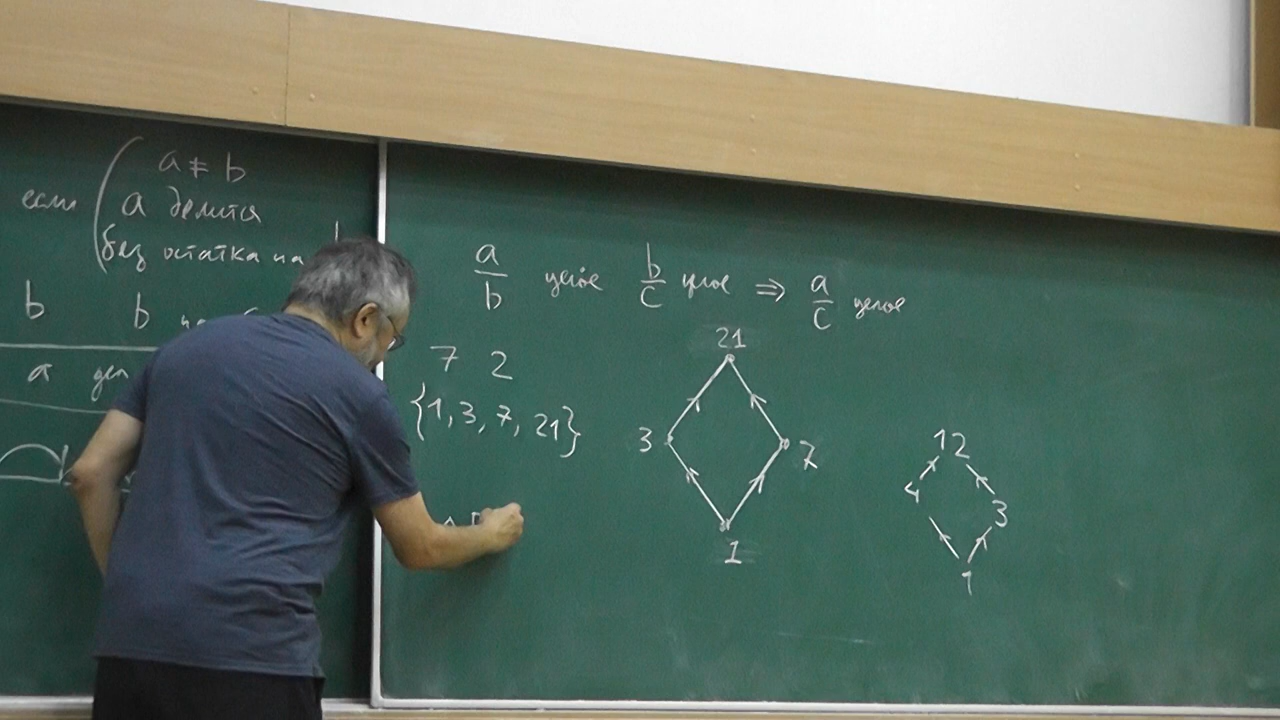 a ≠ b
если a делится
без остатка на b
b b
a дел
a/b целое b/c целое ⇒ a/c целое
7 2
{1, 3, 7, 21}
21
3 7
1
12
4 3
1